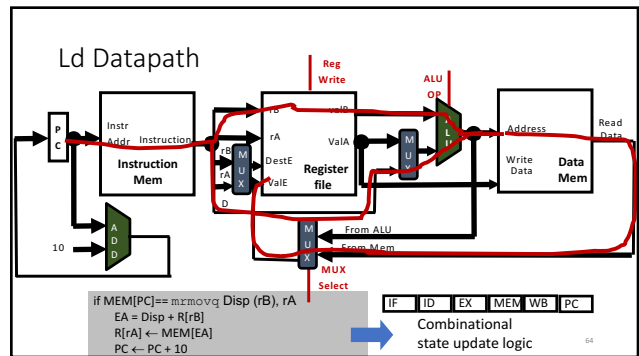 Ld Datapath
Reg
Write
ALU
OP
P
C
Instr
Addr
Instruction
Instruction
Mem
rB
rA
rB
rA
M
U
X
DestE
ValE
valB
ValA
Register
file
M
U
X
A
L
U
Address
Read
Data
Write
Data
Data
Mem
D
A
D
D
10
M
U
X
From ALU
From Mem
MUX
Select
if MEM[PC]== mrmovq Disp (rB), rA
EA = Disp + R[rB]
R[rA] ← MEM[EA]
PC ← PC + 10
IF ID EX MEM WB PC
Combinational
state update logic
64